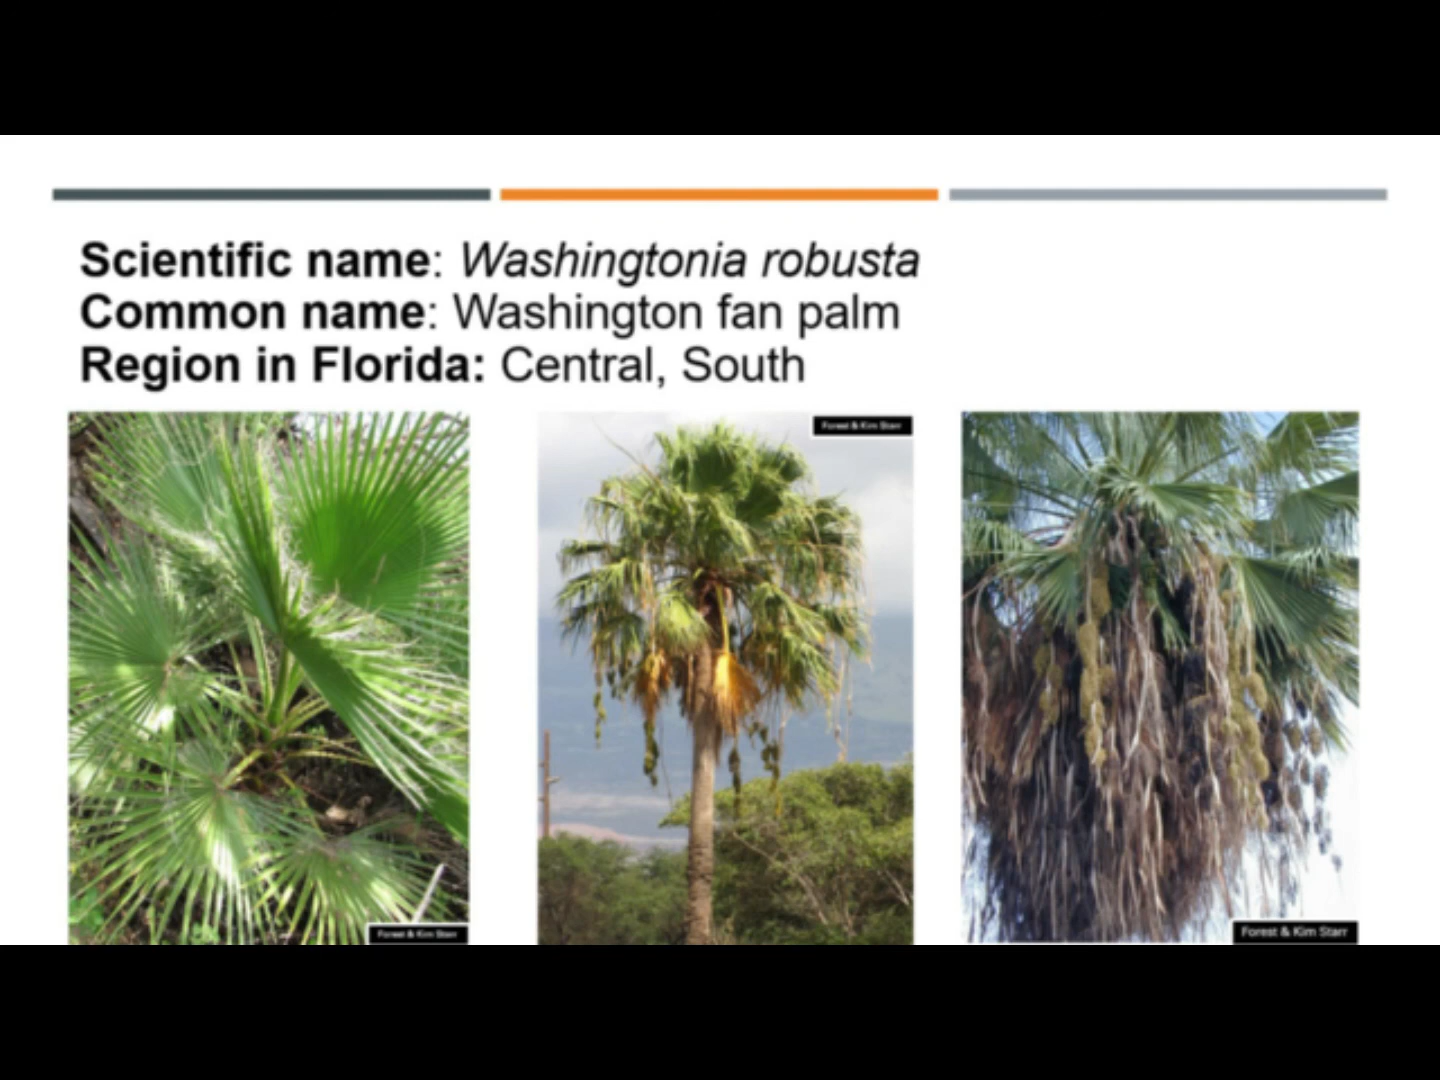 Scientific name: Washingtonia robusta
Common name: Washington fan palm
Region in Florida: Central, South
Forest & Kim Starr
Forest & Kim Starr
Forest & Kim Starr